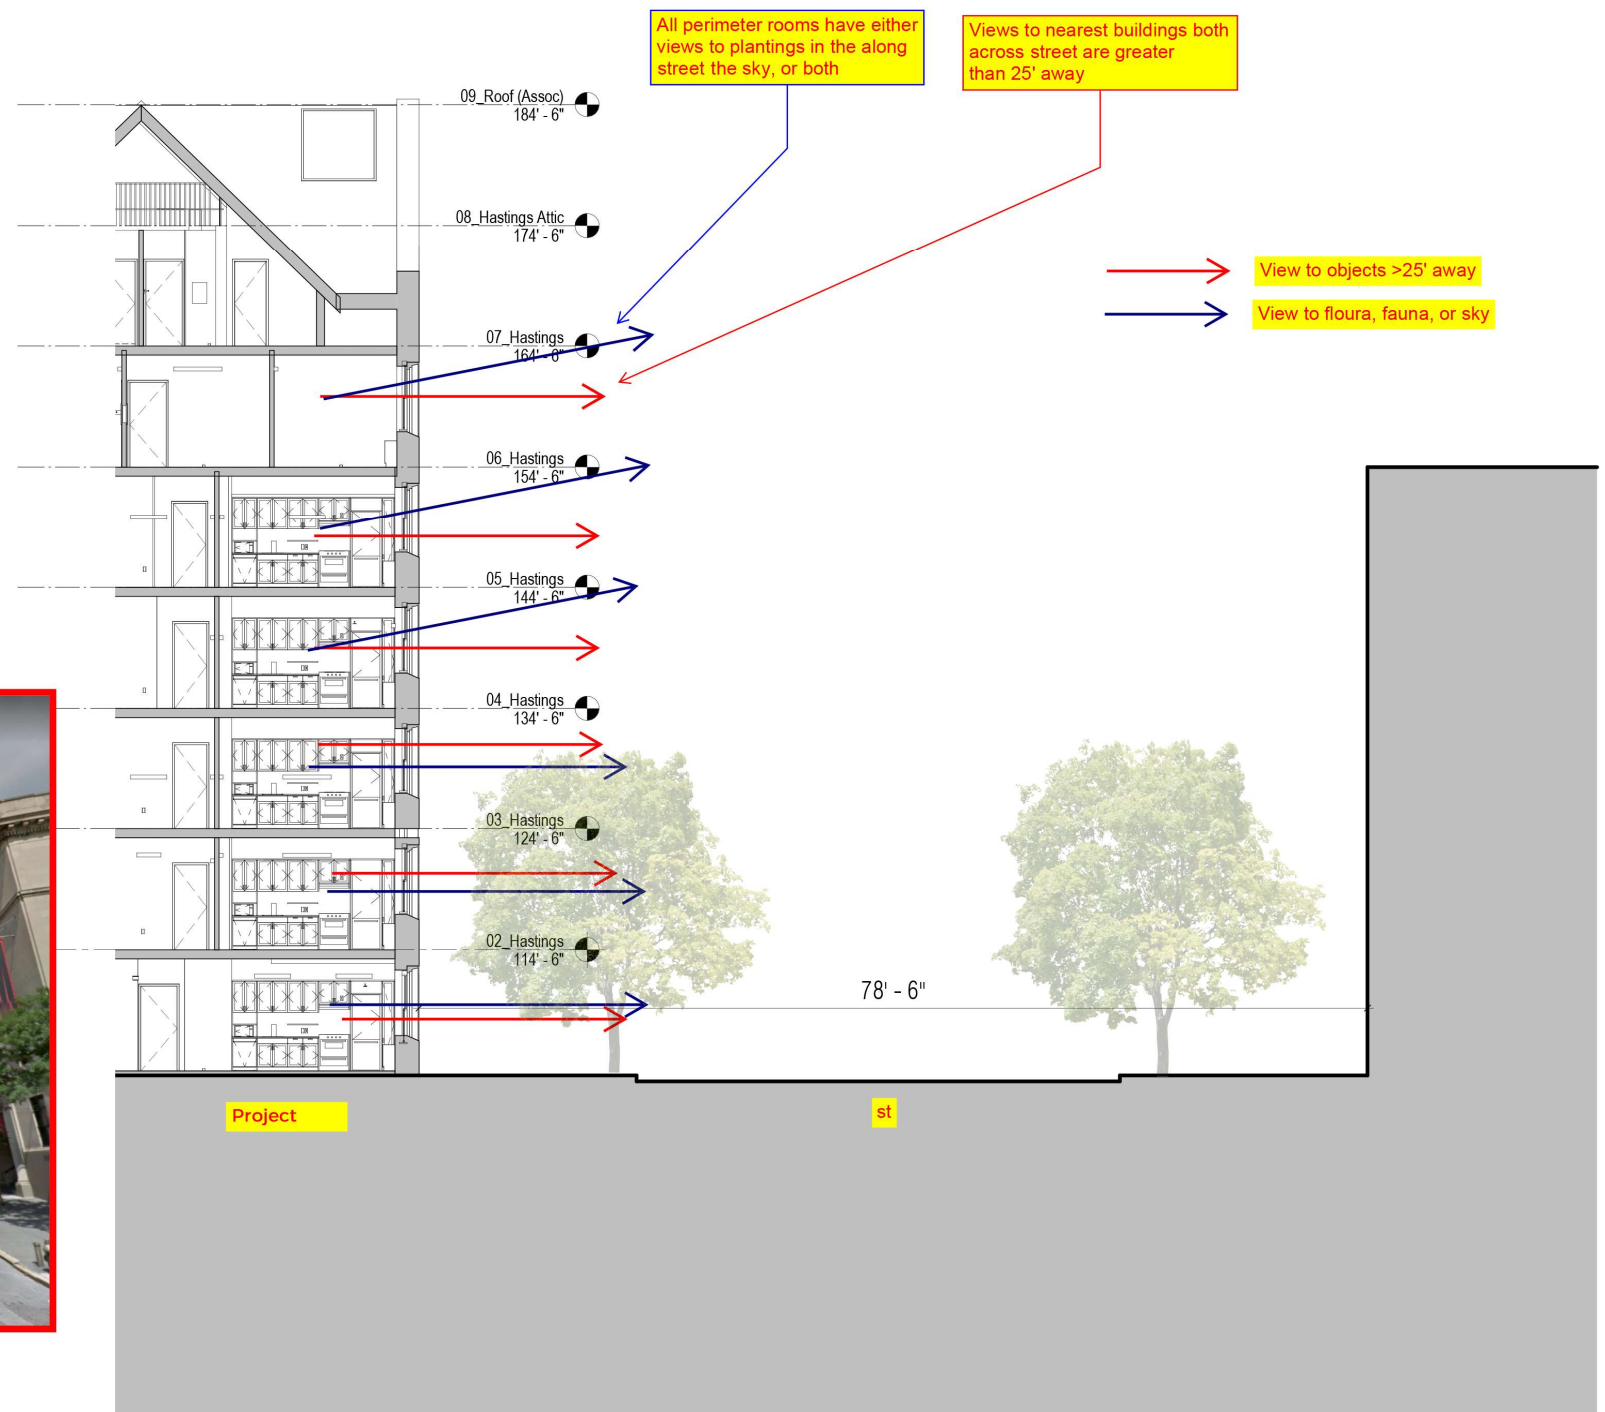 All perimeter rooms have either
views to plantings in the along
street the sky, or both
Views to nearest buildings both
across street are greater
than 25' away
09_Roof (Assoc)
184' - 6"
08_Hastings Attic
174' - 6"
View to objects >25' away
View to floura, fauna, or sky
07_Hastings
164' - 6"
06_Hastings
154' - 6"
05_Hastings
144' - 6"
04_Hastings
134' - 6"
03_Hastings
124' - 6"
02_Hastings
114' - 6"
78' - 6"
Project
st